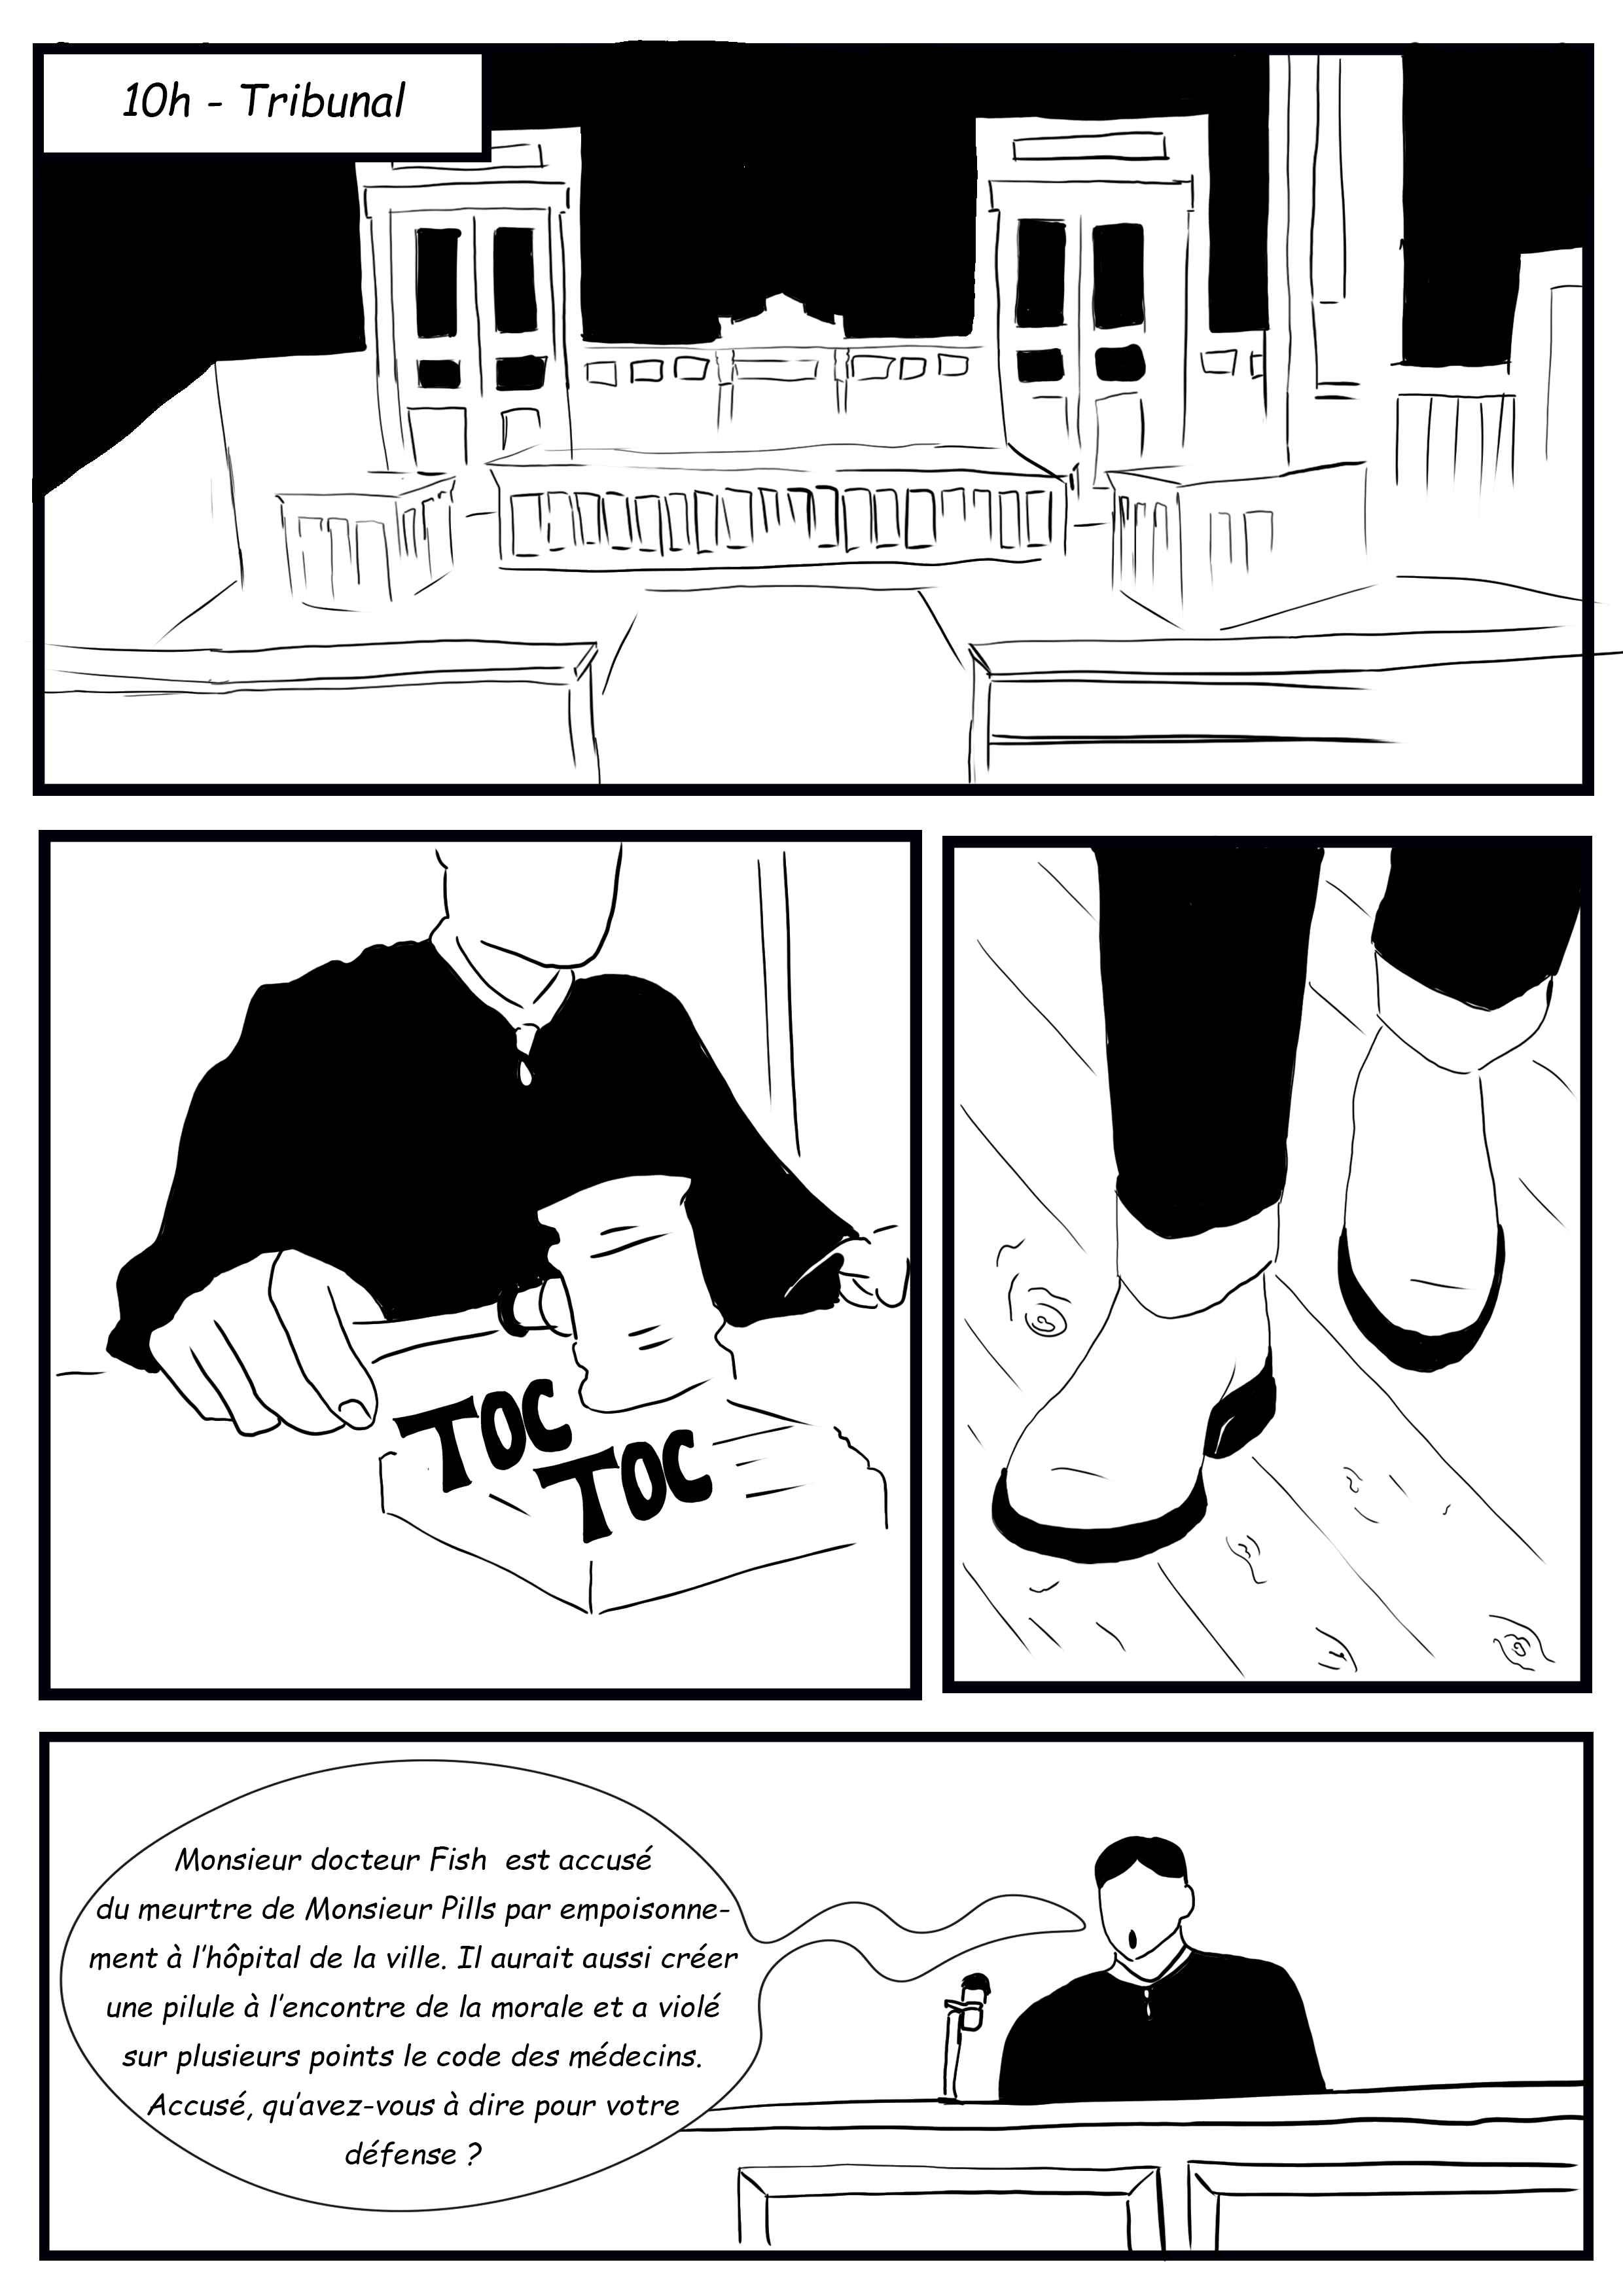 10h - Tribunal
TOC
TOC
Monsieur docteur Fish est accusé
du meurtre de Monsieur Pills par empoisonne-
ment à l'hôpital de la ville. Il aurait aussi créer
une pilule à l'encontre de la morale et a violé
sur plusieurs points le code des médecins.
Accusé, qu'avez-vous à dire pour votre
défense ?